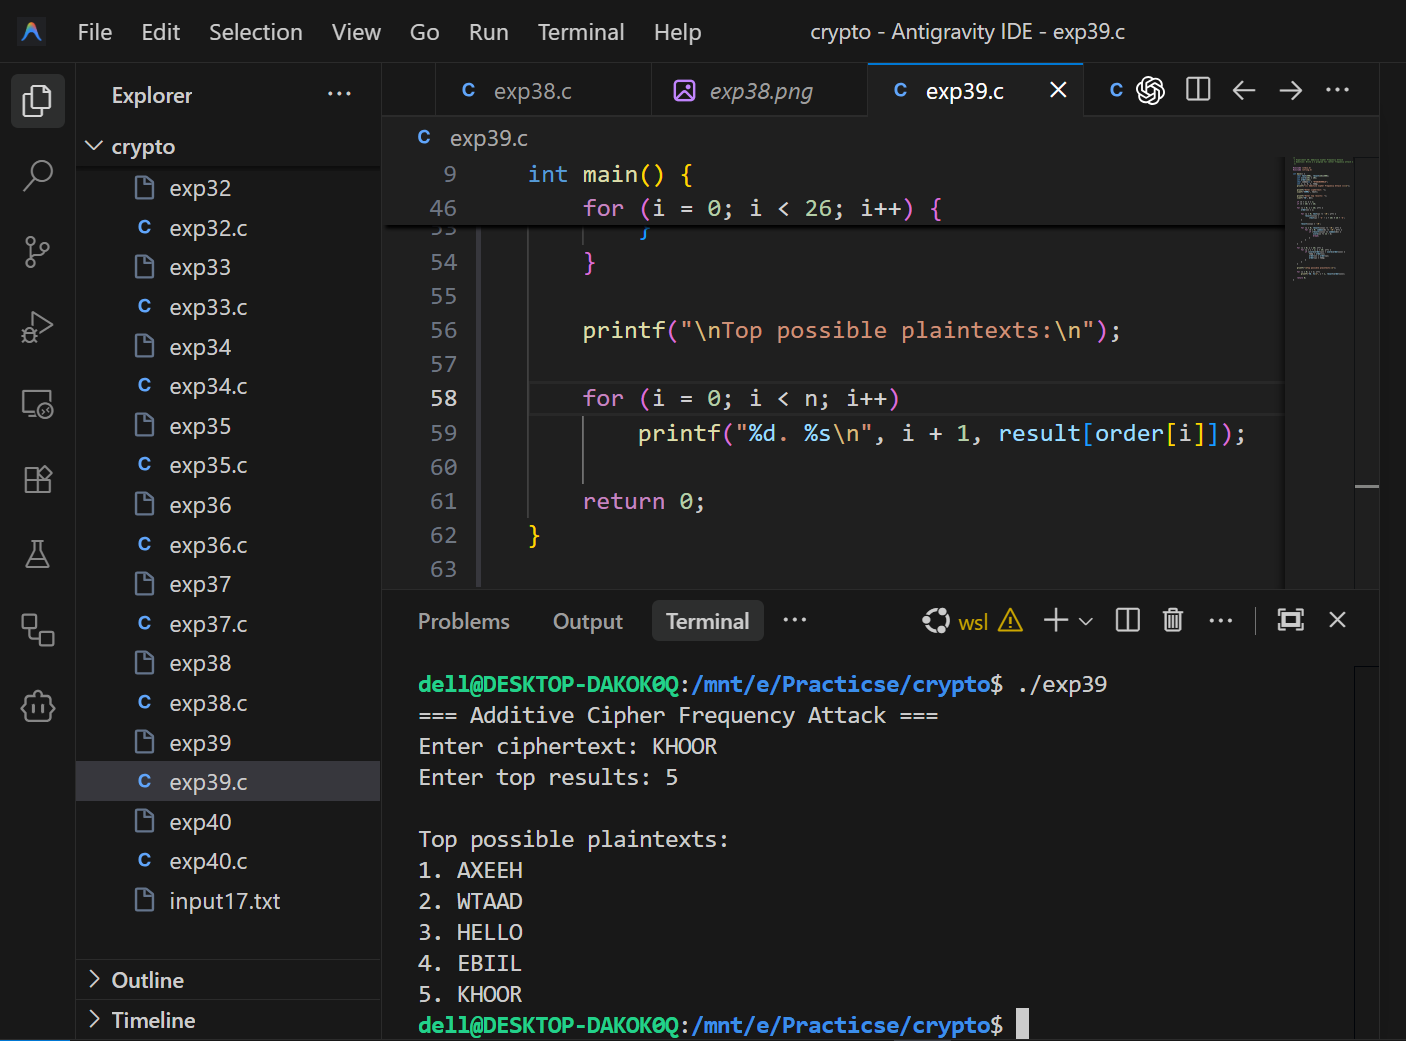 File Edit Selection View Go Run Terminal Help crypto - Antigravity IDE - exp39.c
Explorer
crypto
exp32
C exp32.c
exp33
C exp33.c
exp34
C exp34.c
exp35
C exp35.c
exp36
C exp36.c
exp37
C exp37.c
exp38
C exp38.c
exp39
C exp39.c
exp40
C exp40.c
input17.txt
Outline
Timeline
C exp38.c exp38.png C exp39.c C
C exp39.c
9 int main() {
46 for (i = 0; i < 26; i++) {
53 }
54 }
55
56 printf("\nTop possible plaintexts:\n");
57
58 for (i = 0; i < n; i++)
59 printf("%d. %s\n", i + 1, result[order[i]]);
60
61 return 0;
62 }
63
Problems Output Terminal wsl
dell@DESKTOP-DAKOK0Q:/mnt/e/Practicse/crypto$ ./exp39
=== Additive Cipher Frequency Attack ===
Enter ciphertext: KHOOR
Enter top results: 5
Top possible plaintexts:
1. AXEEH
2. WTAAD
3. HELLO
4. EBIIL
5. KHOOR
dell@DESKTOP-DAKOK0Q:/mnt/e/Practicse/crypto$